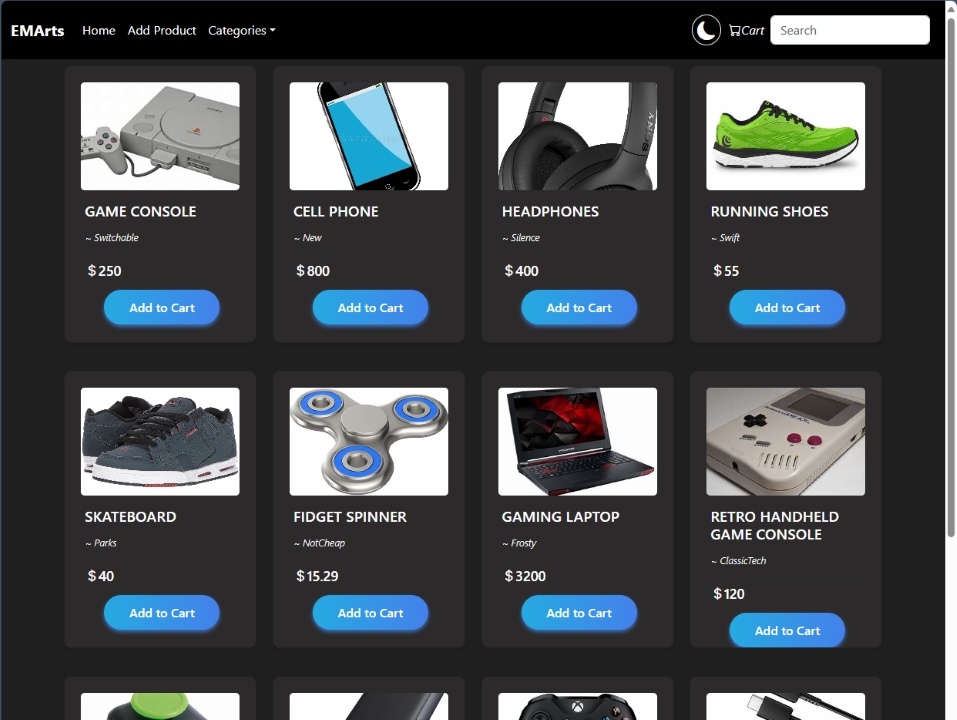 EMArts Home Add Product Categories Cart Search
GAME CONSOLE
~ Switchable
$ 250
Add to Cart
CELL PHONE
~ New
$ 800
Add to Cart
SONY
HEADPHONES
~ Silence
$ 400
Add to Cart
RUNNING SHOES
~ Swift
$ 55
Add to Cart
SKATEBOARD
~ Parks
$ 40
Add to Cart
FIDGET SPINNER
~ NotCheap
$ 15.29
Add to Cart
GAMING LAPTOP
~ Frosty
$ 3200
Add to Cart
RETRO HANDHELD
GAME CONSOLE
~ ClassicTech
$ 120
Add to Cart